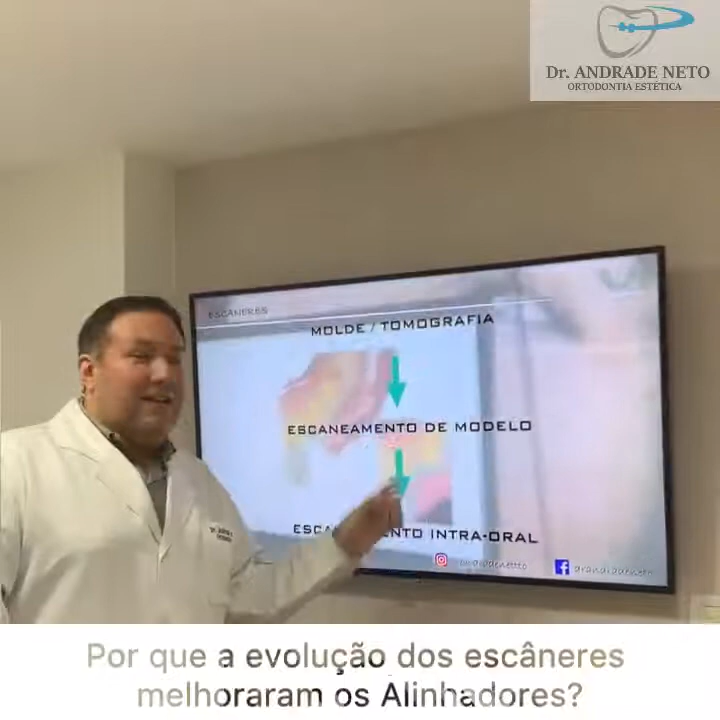 Dr. ANDRADE NETO
ORTODONTIA ESTÉTICA
ESCÂNERES
MOLDE / TOMOGRAFIA
ESCANEAMENTO DE MODELO
INTRA-ORAL
Por que a evolução dos escâneres
melhoraram os Alinhadores?